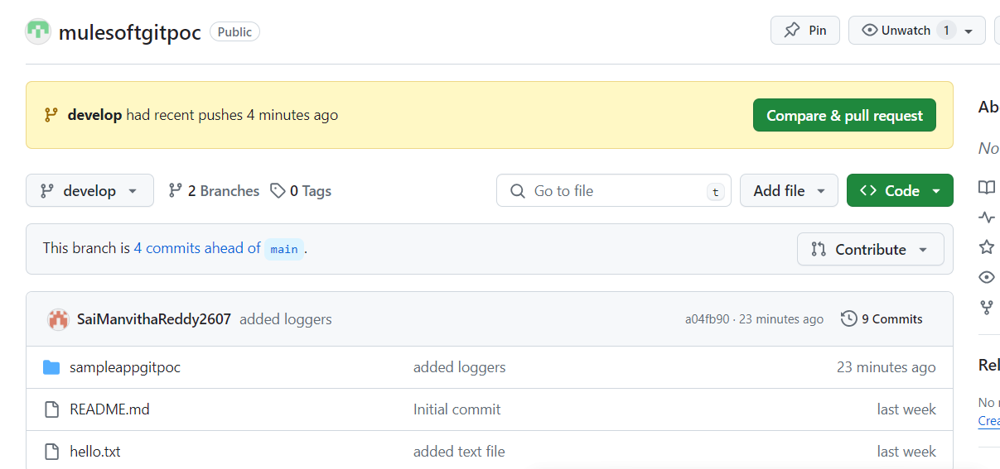 mulesoftgitpoc Public Pin Unwatch 1
develop had recent pushes 4 minutes ago Compare & pull request
Ab
No
develop 2 Branches 0 Tags Go to file t Add file Code
This branch is 4 commits ahead of main . Contribute
SaiManvithaReddy2607 added loggers a04fb90 · 23 minutes ago 9 Commits
sampleappgitpoc added loggers 23 minutes ago
Rel
README.md Initial commit last week
No r
Crea
hello.txt added text file last week